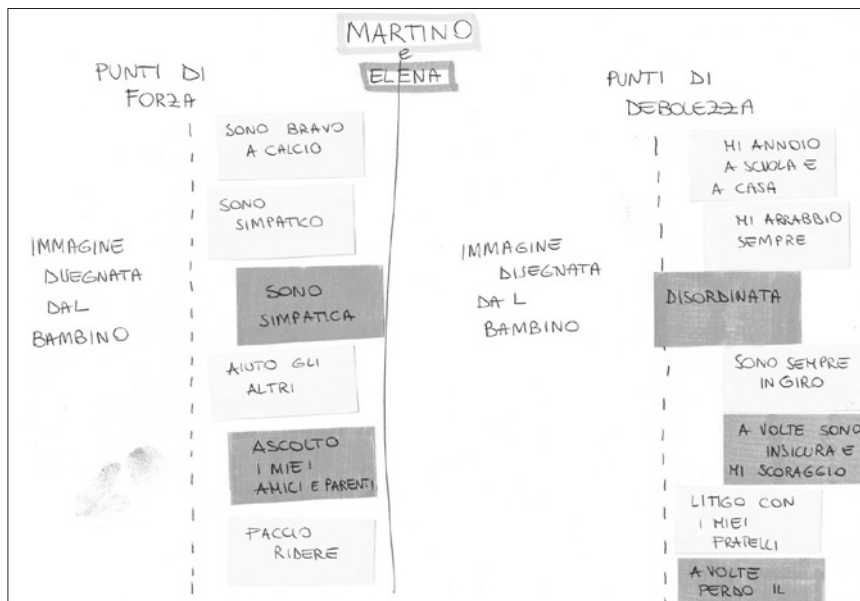 MARTINO
e
ELENA
PUNTI DI
FORZA
SONO BRAVO
A CALCIO
SONO
SIMPATICO
IMMAGINE
DUEGNATA
DAL
BAMBINO
SONO
SIMPATICA
AIUTO GLI
ALTRI
ASCOLTO
I MIEI
AMICI E PARENTI
FACCIO
RIDERE
PUNTI DI
DEBOLEZZA
MI ANNOIO
A SCUOLA E
A CASA
MI ARRABBIO
SEMPRE
IMMAGINE
DISEGNATA
DAL
BAMBINO
DISORDINATA
SONO SEMPRE
IN GIRO
A VOLTE SONO
INSICURA E
MI SCORAGGIO
LITIGO CON
I MIEI
FRATELLI
A VOLTE
PERDO IL